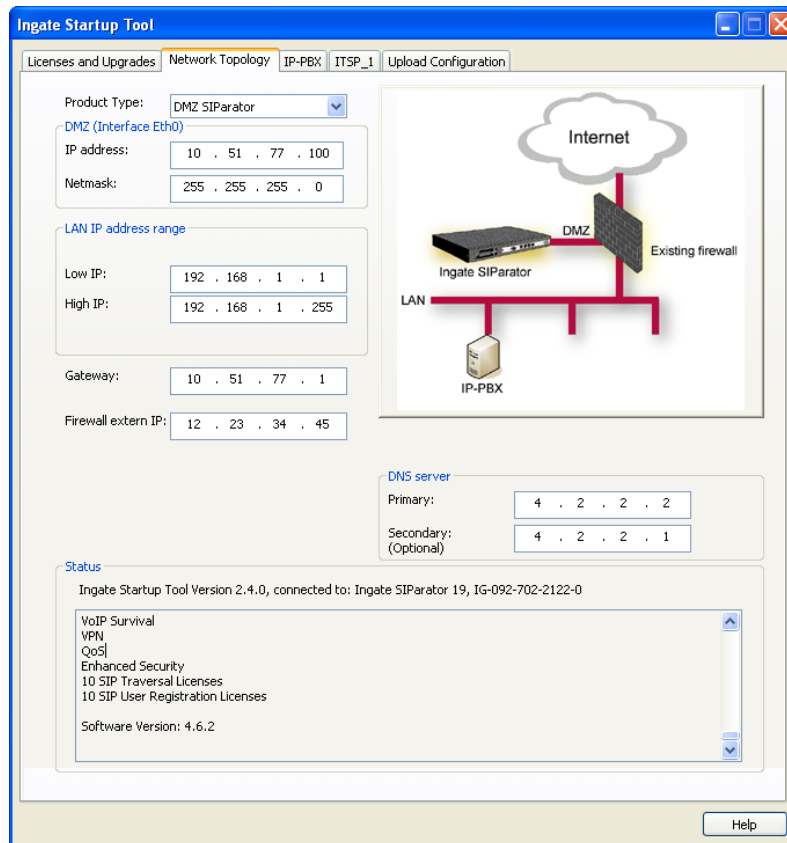 Ingate Startup Tool
Licenses and Upgrades Network Topology IP-PBX ITSP_1 Upload Configuration
Product Type: DMZ SIParator
DMZ (Interface Eth0)
IP address: 10 . 51 . 77 . 100
Netmask: 255 . 255 . 255 . 0
LAN IP address range
Low IP: 192 . 168 . 1 . 1
High IP: 192 . 168 . 1 . 255
Gateway: 10 . 51 . 77 . 1
Firewall extern IP: 12 . 23 . 34 . 45
Internet
DMZ
Existing firewall
Ingate SIParator
LAN
IP-PBX
DNS server
Primary: 4 . 2 . 2 . 2
Secondary: 4 . 2 . 2 . 1
(Optional)
Status
Ingate Startup Tool Version 2.4.0, connected to: Ingate SIParator 19, IG-092-702-2122-0
VoIP Survival
VPN
QoS
Enhanced Security
10 SIP Traversal Licenses
10 SIP User Registration Licenses
Software Version: 4.6.2
Help